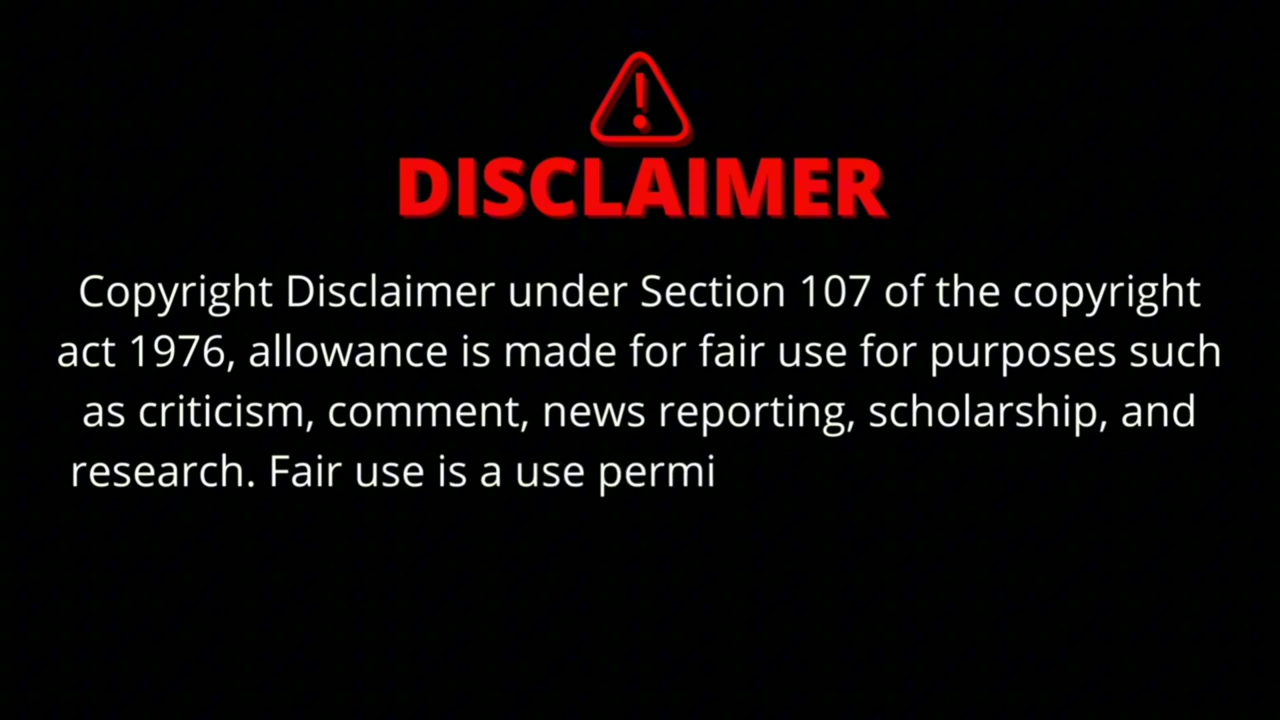 DISCLAIMER
Copyright Disclaimer under Section 107 of the copyright
act 1976, allowance is made for fair use for purposes such
as criticism, comment, news reporting, scholarship, and
research. Fair use is a use permi